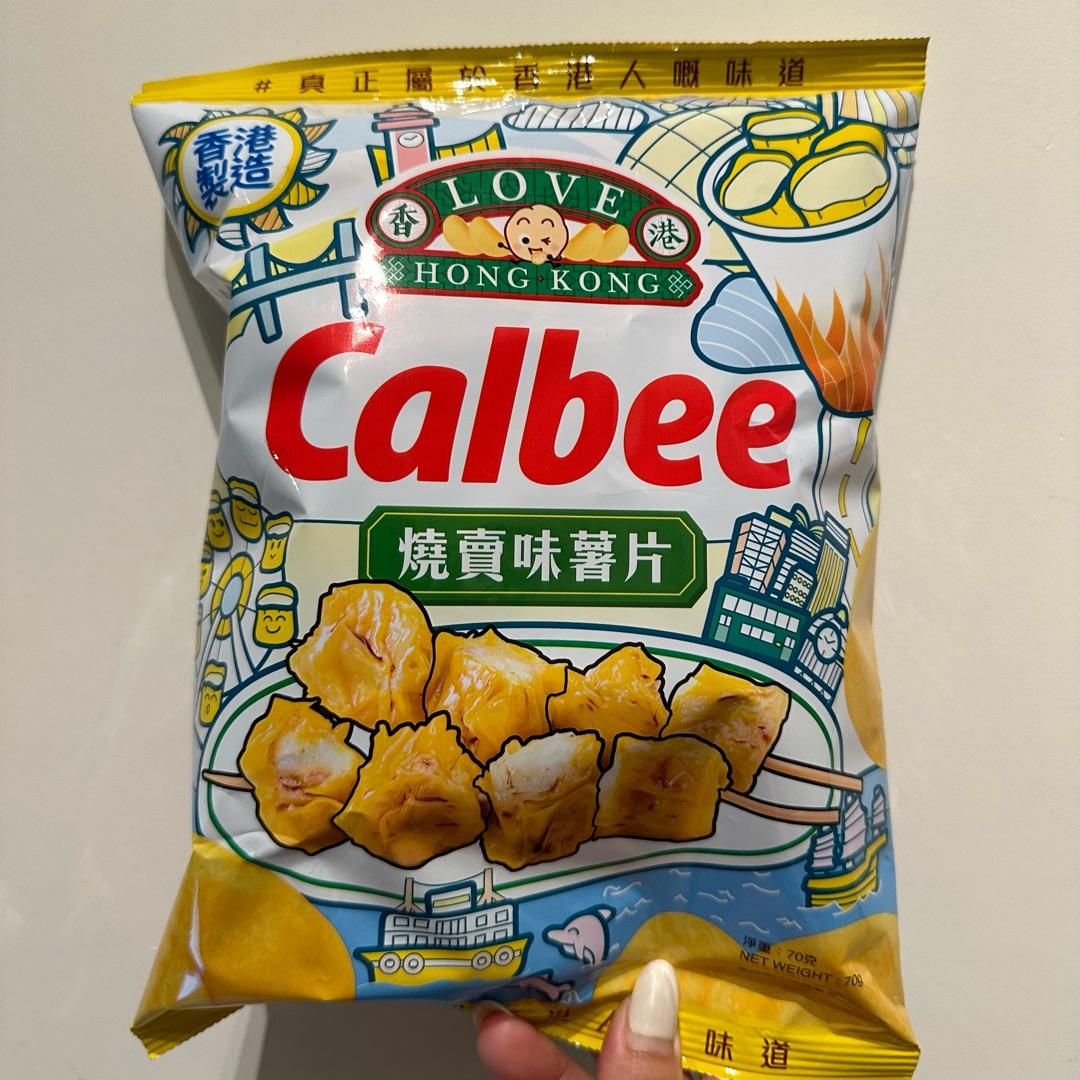 #真正屬於香港人嘅味道
香港製造
LOVE
香 港
HONG KONG
Calbee
燒賣味薯片
淨重：70克
NET WEIGHT : 70g
味道